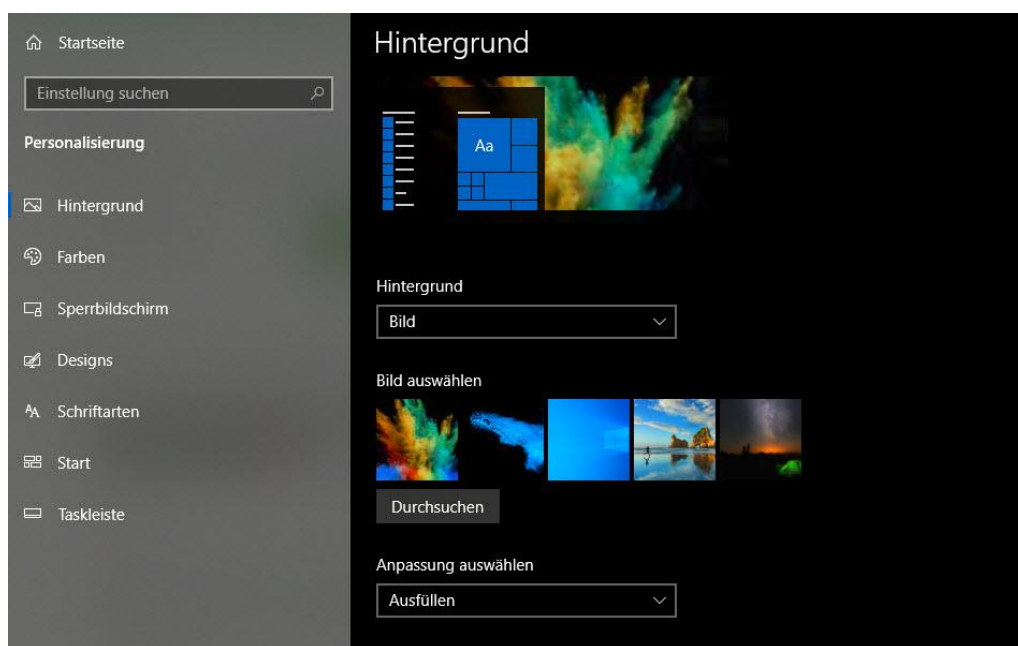 Startseite
Einstellung suchen
Personalisierung
Hintergrund
Farben
Sperrbildschirm
Designs
Schriftarten
Start
Taskleiste
Hintergrund
Aa
Hintergrund
Bild
Bild auswählen
Durchsuchen
Anpassung auswählen
Ausfüllen